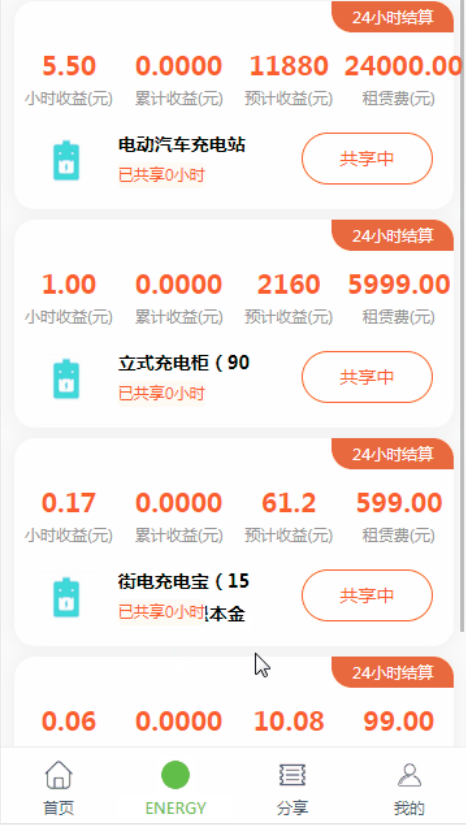 24小时结算
5.50 0.0000 11880 24000.00
小时收益(元) 累计收益(元) 预计收益(元) 租赁费(元)
电动汽车充电站
已共享0小时
共享中
24小时结算
1.00 0.0000 2160 5999.00
小时收益(元) 累计收益(元) 预计收益(元) 租赁费(元)
立式充电柜（90
已共享0小时
共享中
24小时结算
0.17 0.0000 61.2 599.00
小时收益(元) 累计收益(元) 预计收益(元) 租赁费(元)
街电充电宝（15
已共享0小时 本金
共享中
24小时结算
0.06 0.0000 10.08 99.00
首页 ENERGY 分享 我的